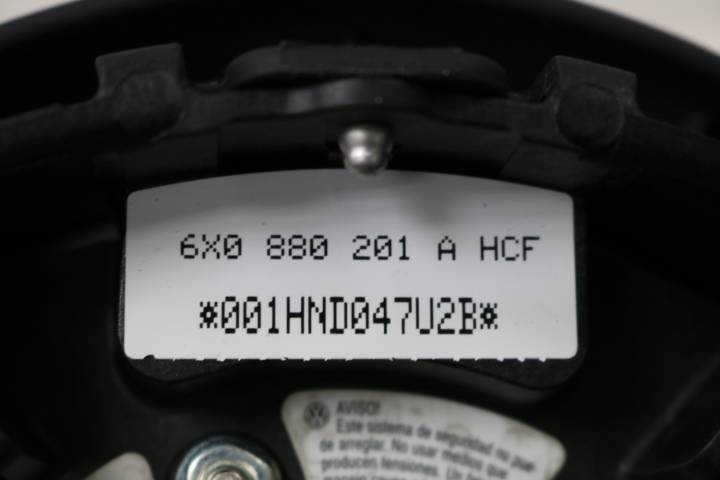 6X0 880 201 A HCF
*001HND047U2B*
AVISO!
Este sistema de seguridad no pue-
de arreglar. No usar medios que
producen tensiones. Un